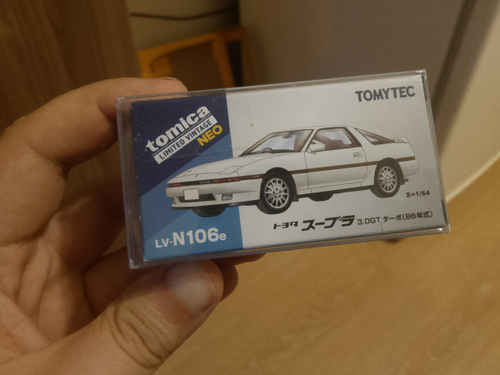 tomica
LIMITED VINTAGE
NEO
TOMYTEC
S=1/64
LV-N106e
トヨタ スープラ 3.0GT ターボ(86年式)